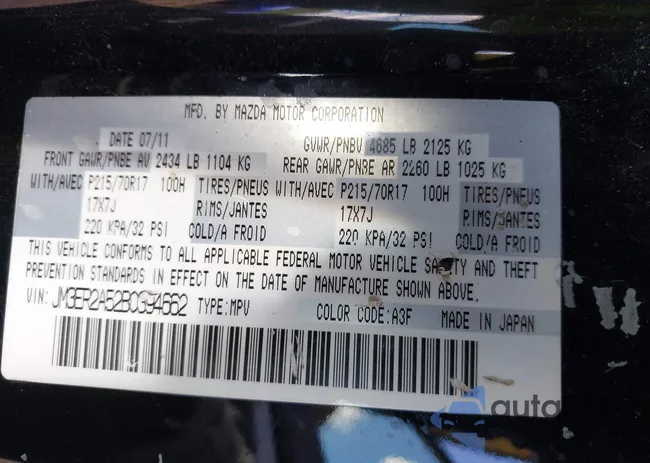 MFD. BY MAZDA MOTOR CORPORATION
DATE 07/11 GVWR/PNBV 4685 LB 2125 KG
FRONT GAWR/PNBE AV 2434 LB 1104 KG REAR GAWR/PNBE AR 2260 LB 1025 KG
WITH/AVEC P215/70R17 100H TIRES/PNEUS WITH/AVEC P215/70R17 100H TIRES/PNEUS
17X7J RIMS/JANTES 17X7J RIMS/JANTES
220 KPA/32 PSI COLD/A FROID 220 KPA/32 PSI COLD/A FROID
THIS VEHICLE CONFORMS TO ALL APPLICABLE FEDERAL MOTOR VEHICLE SAFETY AND THEFT
PREVENTION STANDARDS IN EFFECT ON THE DATE OF MANUFACTURE SHOWN ABOVE.
VIN: JM3ER2A52B0394662 TYPE:MPV COLOR CODE:A3F MADE IN JAPAN